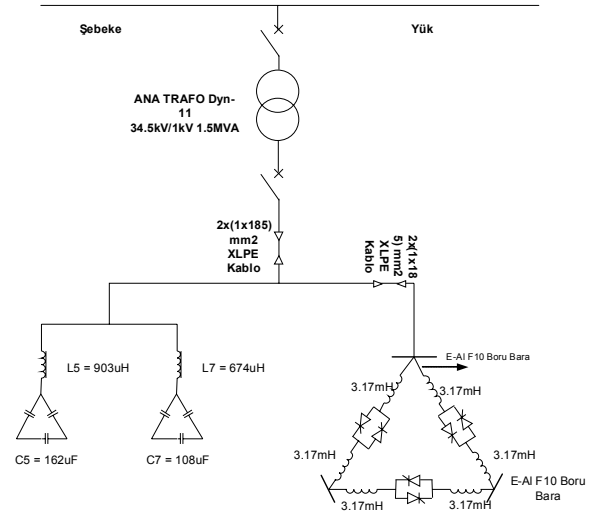 Şebeke
Yük
ANA TRAFO Dyn-
11
34.5kV/1kV 1.5MVA
2x(1x185)
mm2
XLPE
Kablo
2x(1x18
5) mm2
XLPE
Kablo
L5 = 903uH
L7 = 674uH
C5 = 162uF
C7 = 108uF
E-Al F10 Boru Bara
3.17mH
3.17mH
3.17mH
3.17mH
3.17mH
3.17mH
E-Al F10 Boru
Bara